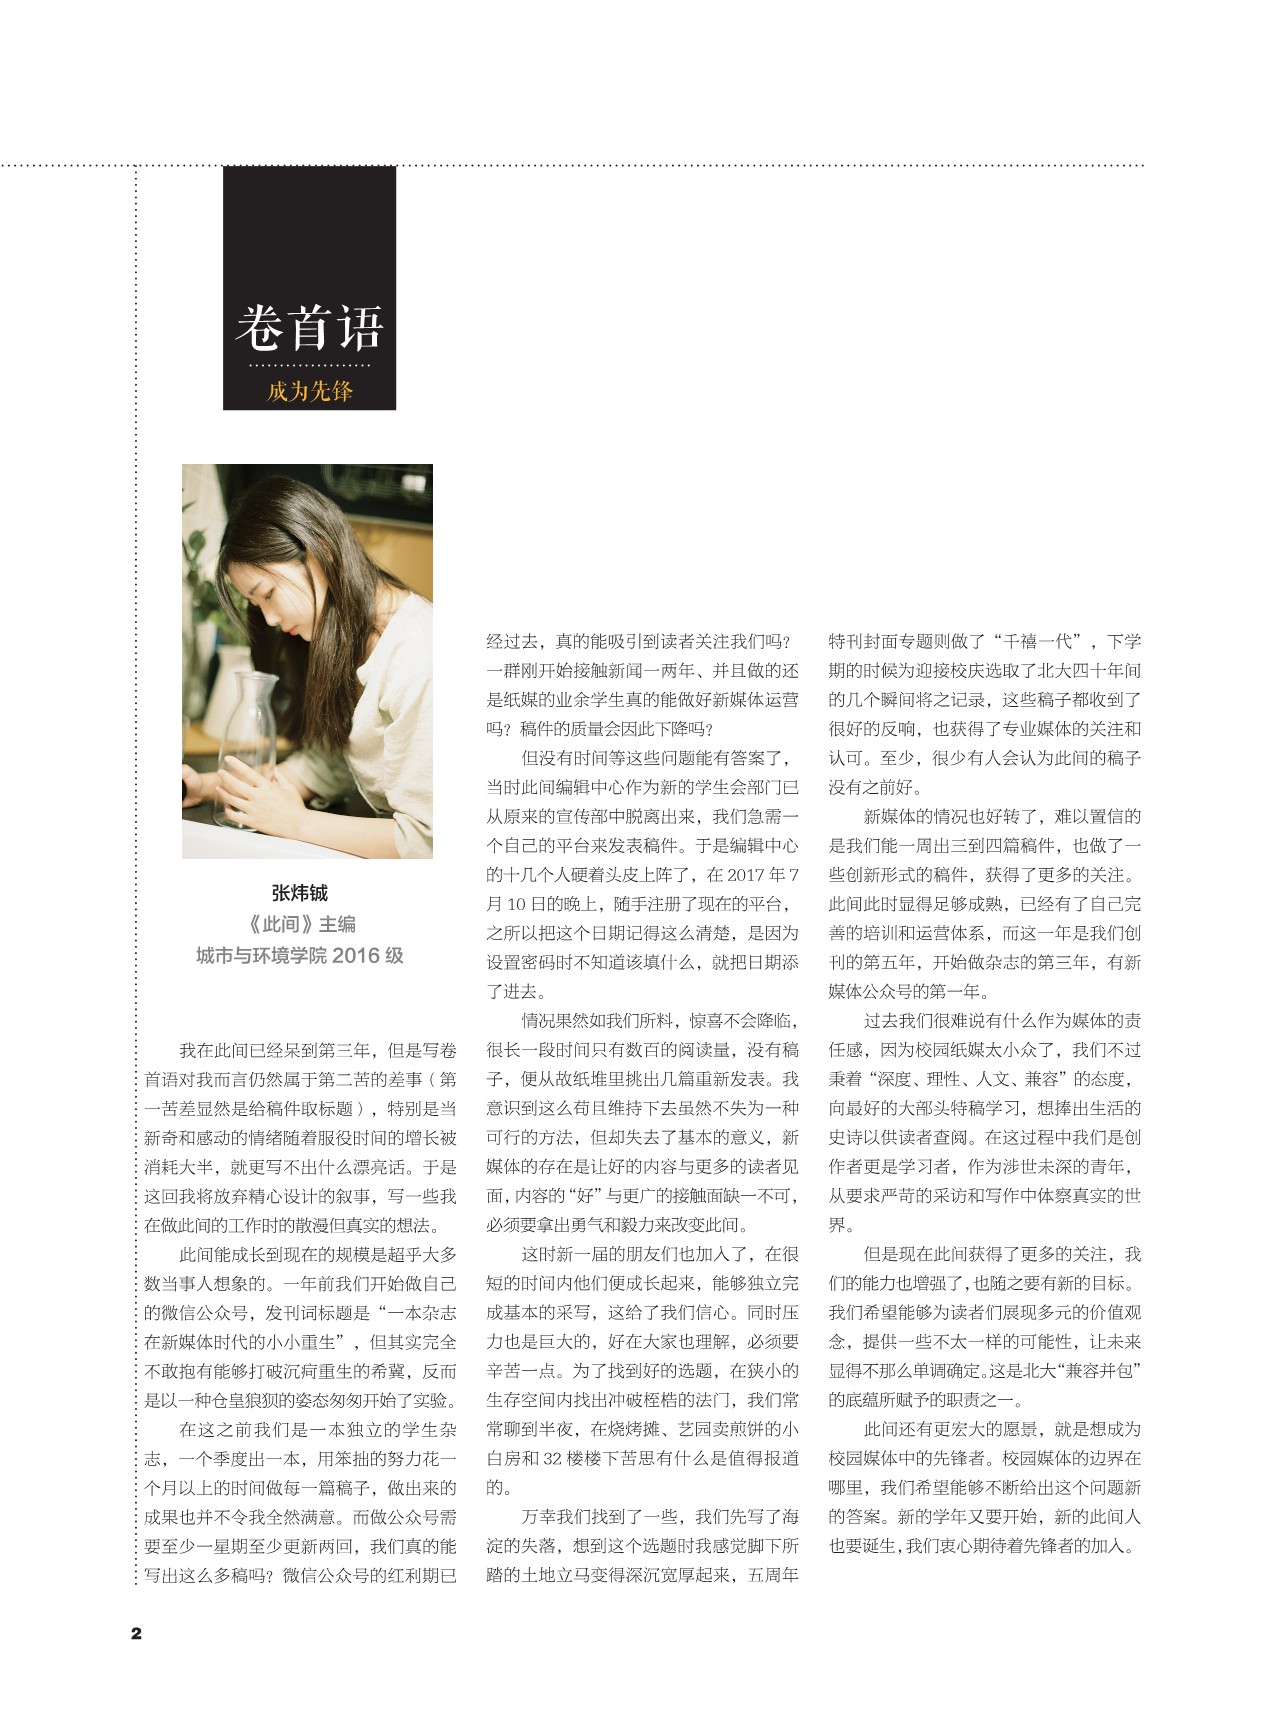 卷首语
成为先锋
张炜铖
《此间》主编
城市与环境学院 2016 级
我在此间已经呆到第三年，但是写卷
首语对我而言仍然属于第二苦的差事（第
一苦差显然是给稿件取标题），特别是当
新奇和感动的情绪随着服役时间的增长被
消耗大半，就更写不出什么漂亮话。于是
这回我将放弃精心设计的叙事，写一些我
在做此间的工作时的散漫但真实的想法。
此间能成长到现在的规模是超乎大多
数当事人想象的。一年前我们开始做自己
的微信公众号，发刊词标题是“一本杂志
在新媒体时代的小小重生”，但其实完全
不敢抱有能够打破沉疴重生的希冀，反而
是以一种仓皇狼狈的姿态匆匆开始了实验。
在这之前我们是一本独立的学生杂
志，一个季度出一本，用笨拙的努力花一
个月以上的时间做每一篇稿子，做出来的
成果也并不令我全然满意。而做公众号需
要至少一星期至少更新两回，我们真的能
写出这么多稿吗？微信公众号的红利期已
经过去，真的能吸引到读者关注我们吗？
一群刚开始接触新闻一两年、并且做的还
是纸媒的业余学生真的能做好新媒体运营
吗？稿件的质量会因此下降吗？
但没有时间等这些问题能有答案了，
当时此间编辑中心作为新的学生会部门已
从原来的宣传部中脱离出来，我们急需一
个自己的平台来发表稿件。于是编辑中心
的十几个人硬着头皮上阵了，在 2017 年 7
月 10 日的晚上，随手注册了现在的平台，
之所以把这个日期记得这么清楚，是因为
设置密码时不知道该填什么，就把日期添
了进去。
情况果然如我们所料，惊喜不会降临，
很长一段时间只有数百的阅读量，没有稿
子，便从故纸堆里挑出几篇重新发表。我
意识到这么苟且维持下去虽然不失为一种
可行的方法，但却失去了基本的意义，新
媒体的存在是让好的内容与更多的读者见
面，内容的“好”与更广的接触面缺一不可，
必须要拿出勇气和毅力来改变此间。
这时新一届的朋友们也加入了，在很
短的时间内他们便成长起来，能够独立完
成基本的采写，这给了我们信心。同时压
力也是巨大的，好在大家也理解，必须要
辛苦一点。为了找到好的选题，在狭小的
生存空间内找出冲破桎梏的法门，我们常
常聊到半夜，在烧烤摊、艺园卖煎饼的小
白房和 32 楼楼下苦思有什么是值得报道
的。
万幸我们找到了一些，我们先写了海
淀的失落，想到这个选题时我感觉脚下所
踏的土地立马变得深沉宽厚起来，五周年
特刊封面专题则做了“千禧一代”，下学
期的时候为迎接校庆选取了北大四十年间
的几个瞬间将之记录，这些稿子都收到了
很好的反响，也获得了专业媒体的关注和
认可。至少，很少有人会认为此间的稿子
没有之前好。
新媒体的情况也好转了，难以置信的
是我们能一周出三到四篇稿件，也做了一
些创新形式的稿件，获得了更多的关注。
此间此时显得足够成熟，已经有了自己完
善的培训和运营体系，而这一年是我们创
刊的第五年，开始做杂志的第三年，有新
媒体公众号的第一年。
过去我们很难说有什么作为媒体的责
任感，因为校园纸媒太小众了，我们不过
秉着“深度、理性、人文、兼容”的态度，
向最好的大部头特稿学习，想捧出生活的
史诗以供读者查阅。在这过程中我们是创
作者更是学习者，作为涉世未深的青年，
从要求严苛的采访和写作中体察真实的世
界。
但是现在此间获得了更多的关注，我
们的能力也增强了，也随之要有新的目标。
我们希望能够为读者们展现多元的价值观
念，提供一些不太一样的可能性，让未来
显得不那么单调确定。这是北大“兼容并包”
的底蕴所赋予的职责之一。
此间还有更宏大的愿景，就是想成为
校园媒体中的先锋者。校园媒体的边界在
哪里，我们希望能够不断给出这个问题新
的答案。新的学年又要开始，新的此间人
也要诞生，我们衷心期待着先锋者的加入。
2